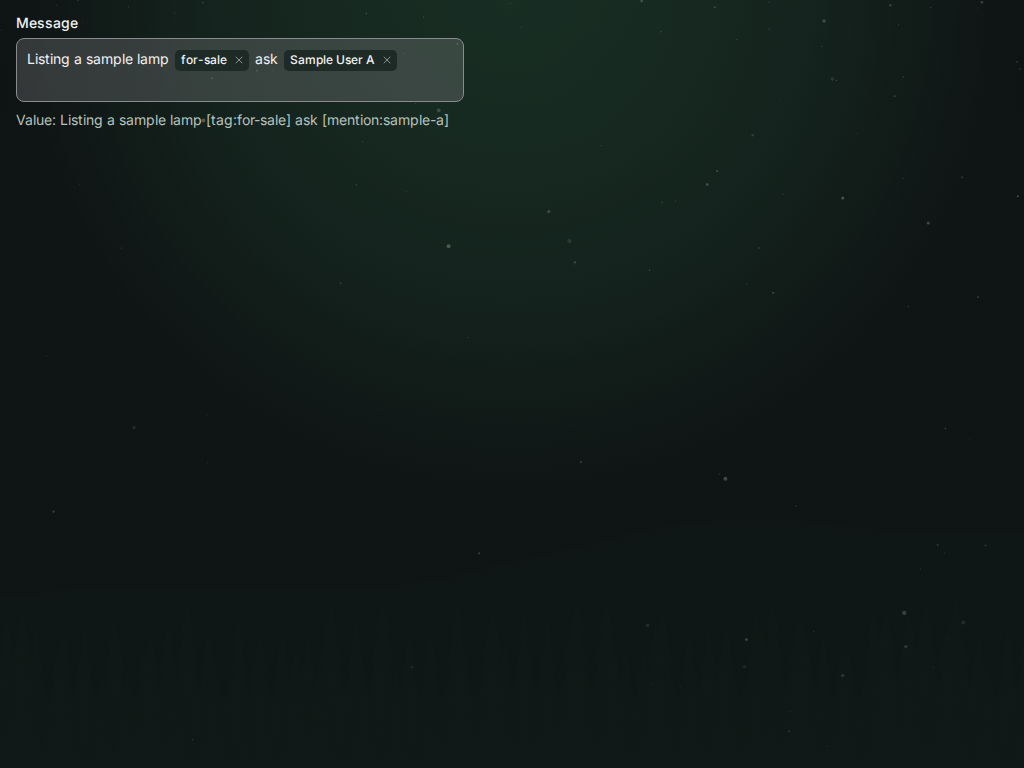 Message
Listing a sample lamp for-sale × ask Sample User A ×
Value: Listing a sample lamp [tag:for-sale] ask [mention:sample-a]